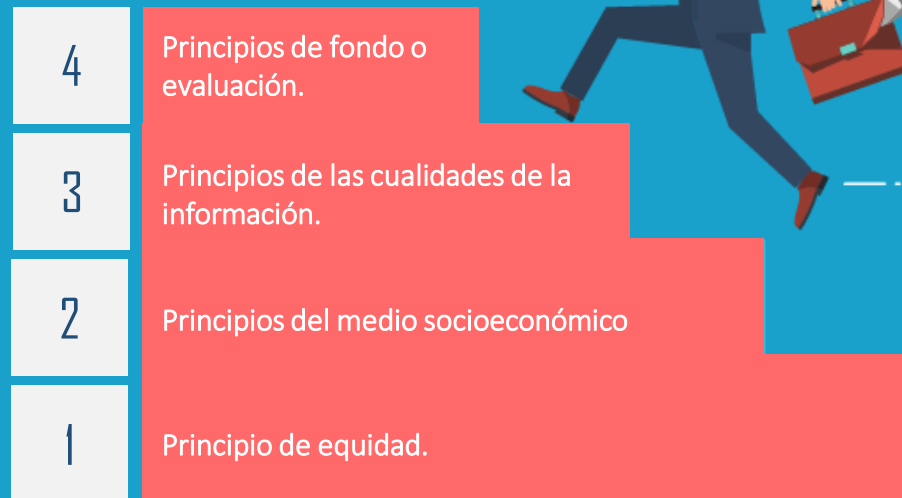 4
Principios de fondo o
evaluación.
3
Principios de las cualidades de la
información.
2
Principios del medio socioeconómico
1
Principio de equidad.